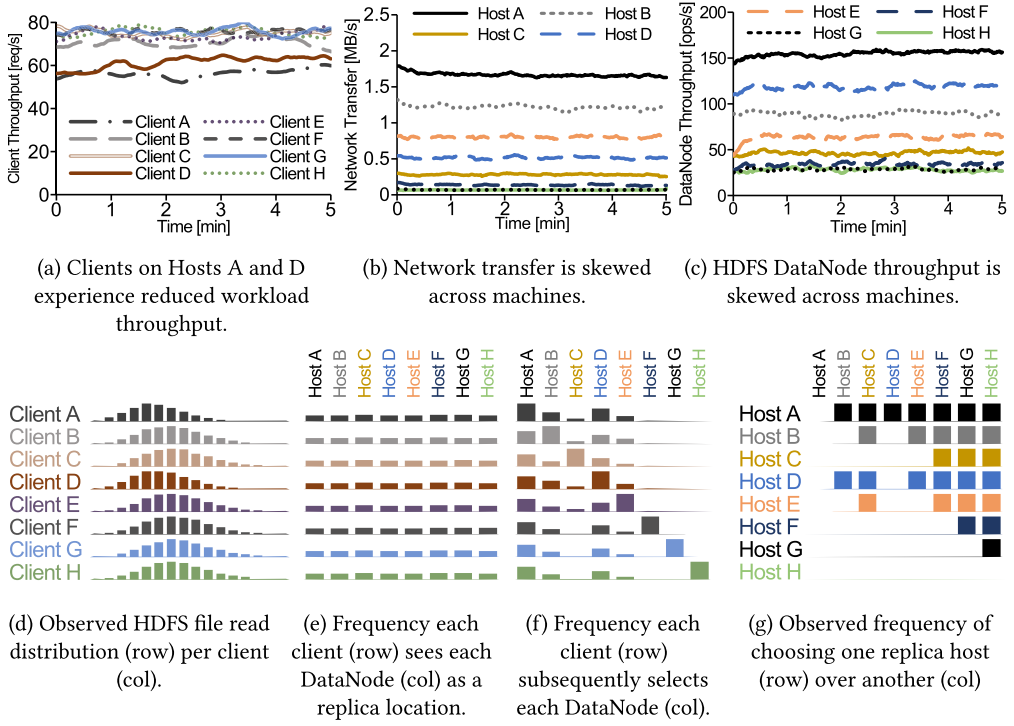 Client Throughput [req/s]
80
60
40
20
0
Client A
Client B
Client C
Client D
Client E
Client F
Client G
Client H
0 1 2 3 4 5
Time [min]
(a) Clients on Hosts A and D
experience reduced workload
throughput.
Network Transfer [MB/s]
2.5
2
1.5
1
0.5
0
Host A
Host B
Host C
Host D
0 1 2 3 4 5
Time [min]
(b) Network transfer is skewed
across machines.
DataNode Throughput [ops/s]
200
150
100
50
0
Host E
Host F
Host G
Host H
0 1 2 3 4 5
Time [min]
(c) HDFS DataNode throughput is
skewed across machines.
Client A
Client B
Client C
Client D
Client E
Client F
Client G
Client H
(d) Observed HDFS file read
distribution (row) per client
(col).
Host A
Host B
Host C
Host D
Host E
Host F
Host G
Host H
(e) Frequency each
client (row) sees each
DataNode (col) as a
replica location.
Host A
Host B
Host C
Host D
Host E
Host F
Host G
Host H
(f) Frequency each
client (row)
subsequently selects
each DataNode (col).
Host A
Host B
Host C
Host D
Host E
Host F
Host G
Host H
Host A
Host B
Host C
Host D
Host E
Host F
Host G
Host H
(g) Observed frequency of
choosing one replica host
(row) over another (col)